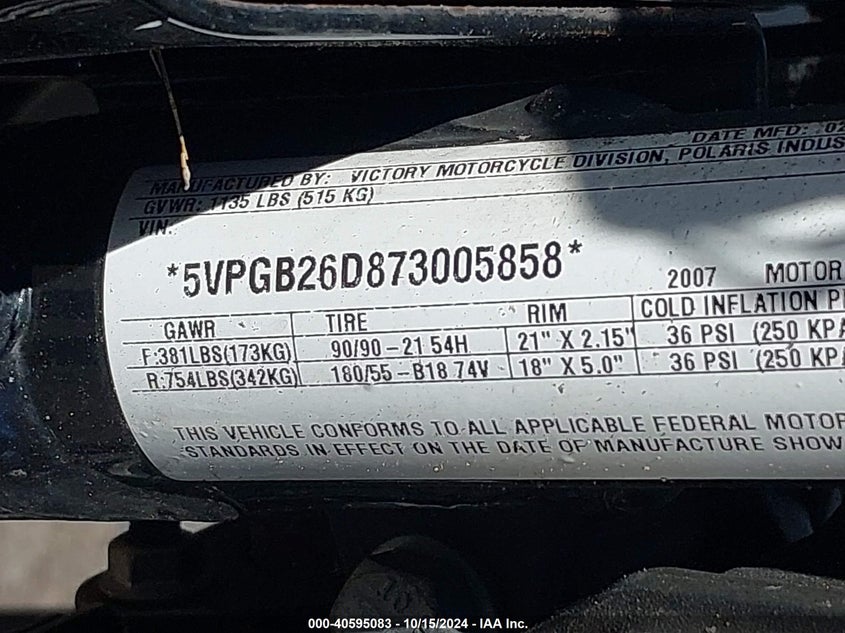 DATE MFD: 02
MANUFACTURED BY: VICTORY MOTORCYCLE DIVISION, POLARIS INDUS
GVWR: 1135 LBS (515 KG)
VIN:
*5VPGB26D873005858*
2007 MOTOR
GAWR TIRE RIM COLD INFLATION P
F:381LBS(173KG) 90/90-21 54H 21" X 2.15" 36 PSI (250 KPA
R:754LBS(342KG) 180/55-B18 74V 18" X 5.0" 36 PSI (250 KPA
THIS VEHICLE CONFORMS TO ALL APPLICABLE FEDERAL MOTOR
STANDARDS IN EFFECT ON THE DATE OF MANUFACTURE SHOW
000-40595083 - 10/15/2024 - IAA Inc.